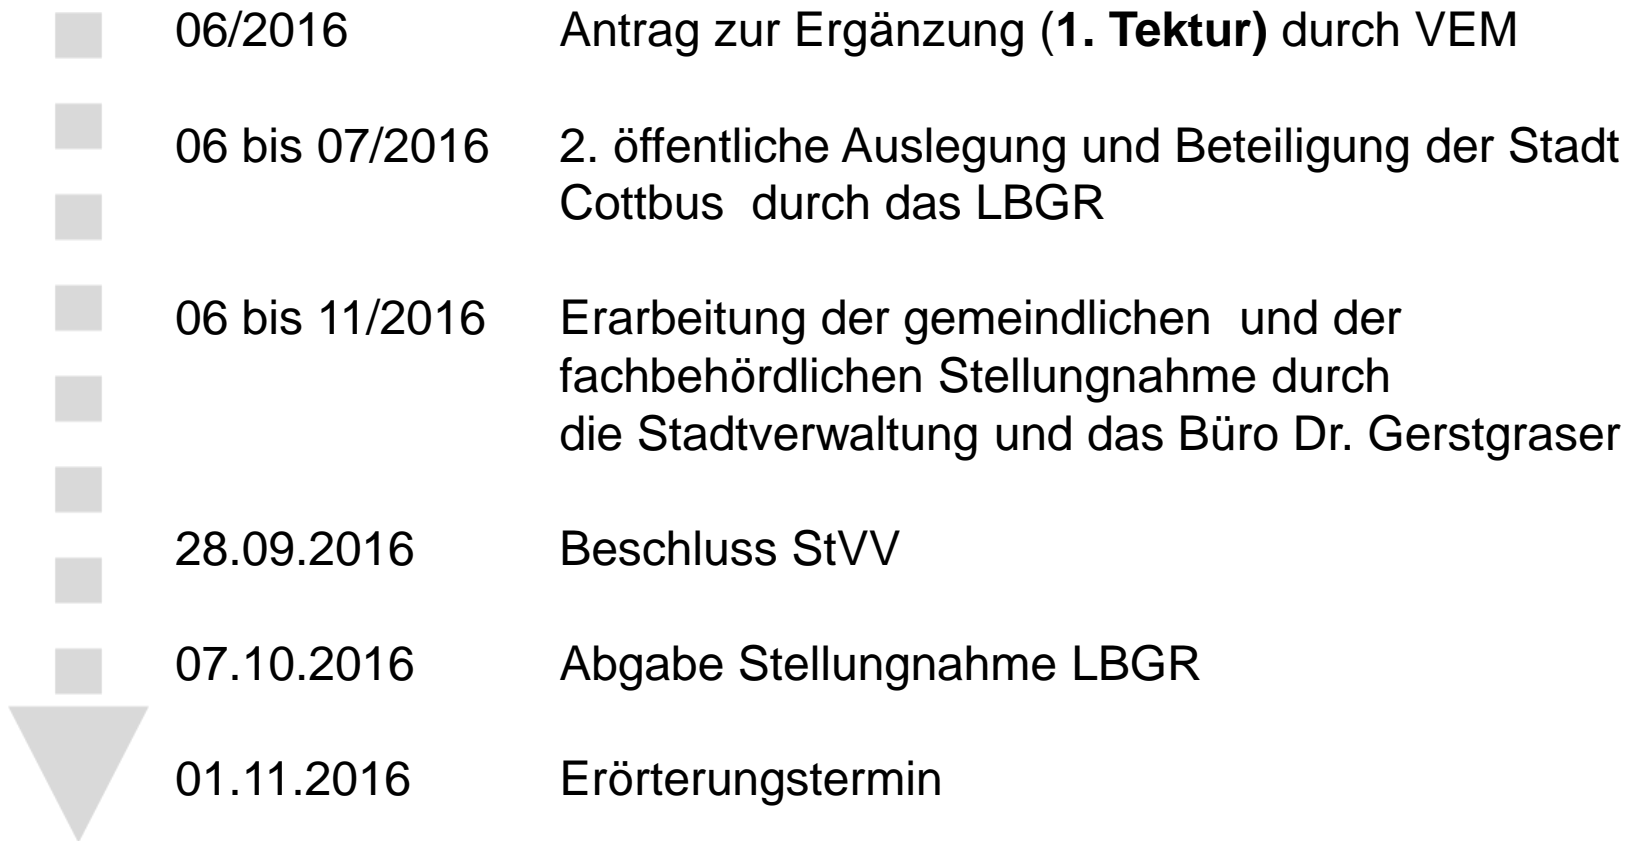 06/2016 Antrag zur Ergänzung (1. Tektur) durch VEM
06 bis 07/2016 2. öffentliche Auslegung und Beteiligung der Stadt
Cottbus durch das LBGR
06 bis 11/2016 Erarbeitung der gemeindlichen und der
fachbehördlichen Stellungnahme durch
die Stadtverwaltung und das Büro Dr. Gerstgraser
28.09.2016 Beschluss StVV
07.10.2016 Abgabe Stellungnahme LBGR
01.11.2016 Erörterungstermin